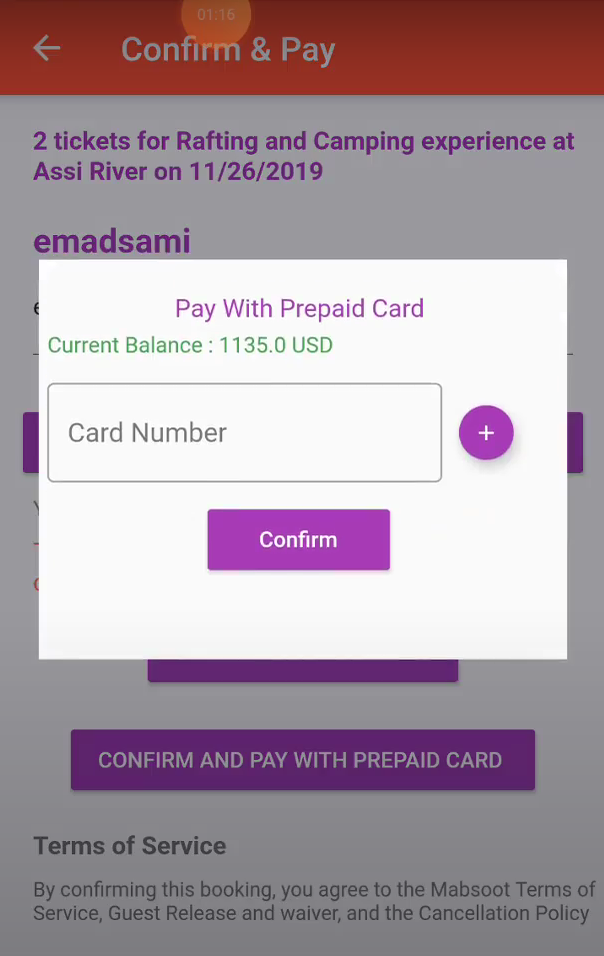 01:16
Confirm & Pay
2 tickets for Rafting and Camping experience at
Assi River on 11/26/2019
emadsami
Pay With Prepaid Card
Current Balance : 1135.0 USD
Card Number
+
Confirm
CONFIRM AND PAY WITH PREPAID CARD
Terms of Service
By confirming this booking, you agree to the Mabsoot Terms of
Service, Guest Release and waiver, and the Cancellation Policy